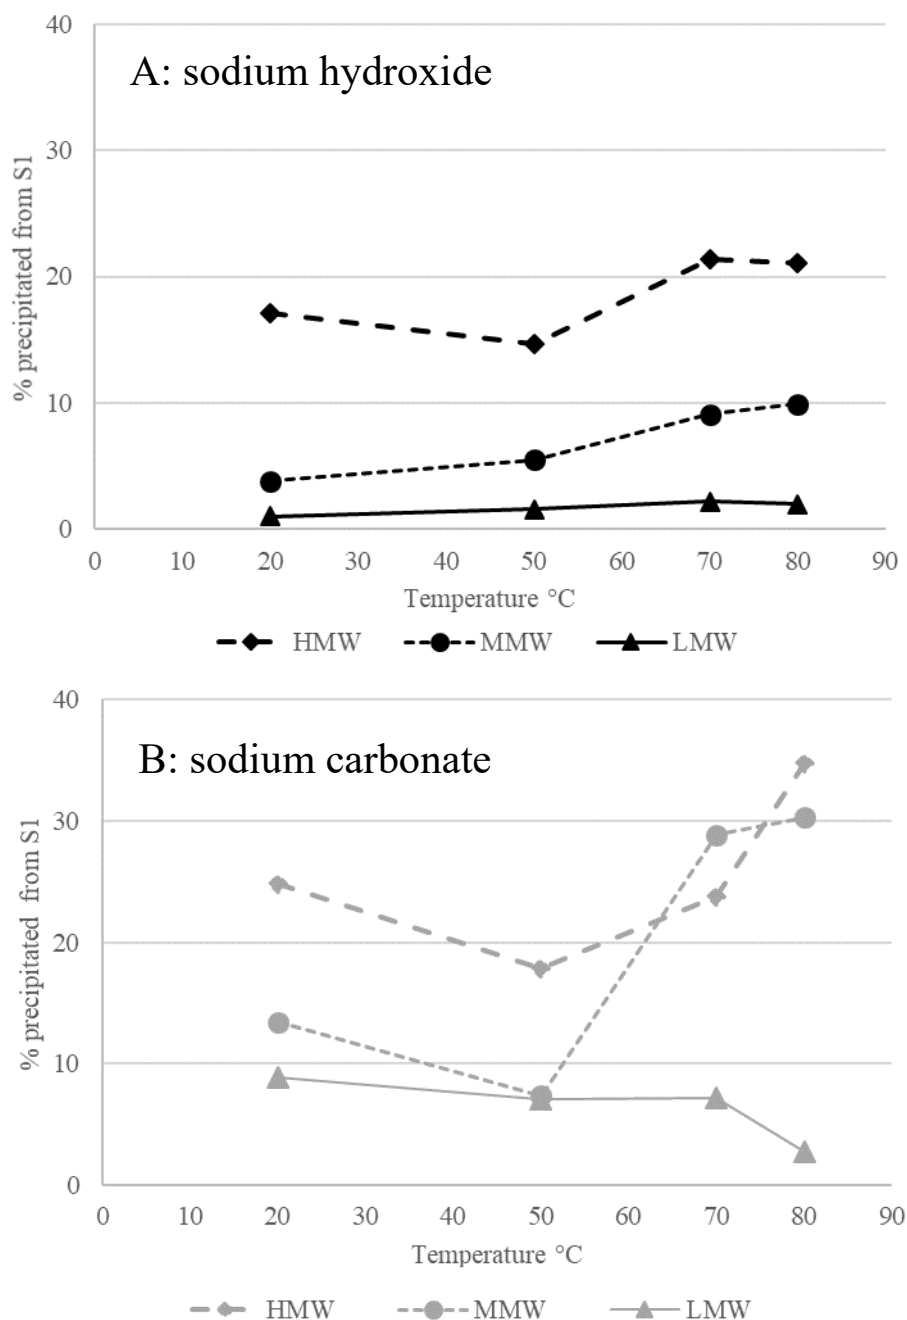 40
A: sodium hydroxide
30
20
10
0
% precipitated from S1
0 10 20 30 40 50 60 70 80 90
Temperature °C
HMW MMW LMW
40
B: sodium carbonate
30
20
10
0
% precipitated from S1
0 10 20 30 40 50 60 70 80 90
Temperature °C
HMW MMW LMW